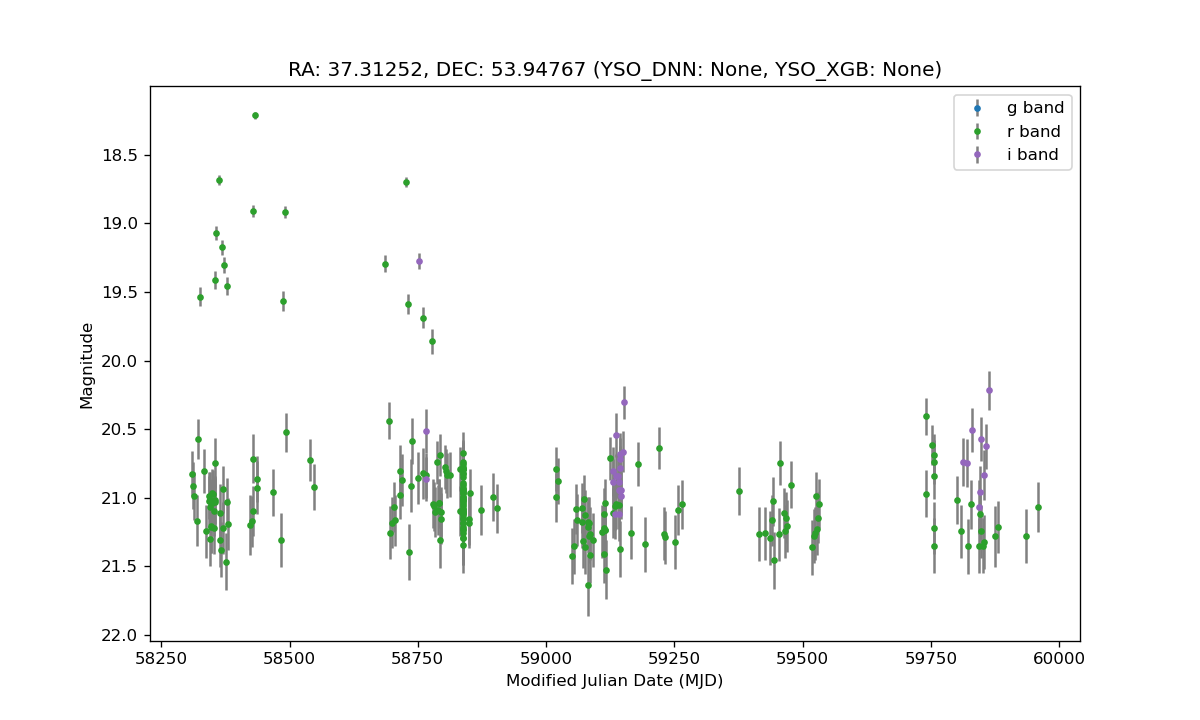 RA: 37.31252, DEC: 53.94767 (YSO_DNN: None, YSO_XGB: None)
g band
r band
i band
18.5
19.0
19.5
20.0
20.5
21.0
21.5
22.0
Magnitude
58250
58500
58750
59000
59250
59500
59750
60000
Modified Julian Date (MJD)